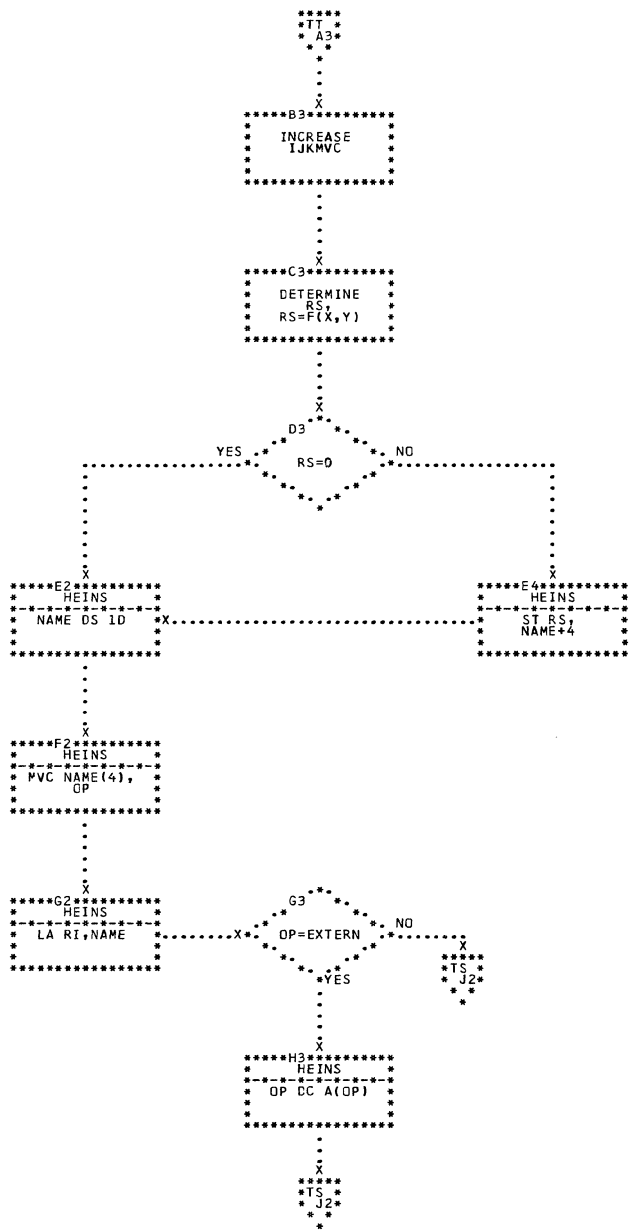 TT
A3
B3
INCREASE
IJKMVC
C3
DETERMINE
RS,
RS=F(X,Y)
D3
YES
RS=0
NO
E2
HEINS
NAME DS 1D
E4
HEINS
ST RS,
NAME+4
F2
HEINS
MVC NAME(4),
OP
G2
HEINS
LA RI,NAME
G3
OP=EXTERN
NO
TS
J2
YES
H3
HEINS
OP DC A(OP)
TS
J2